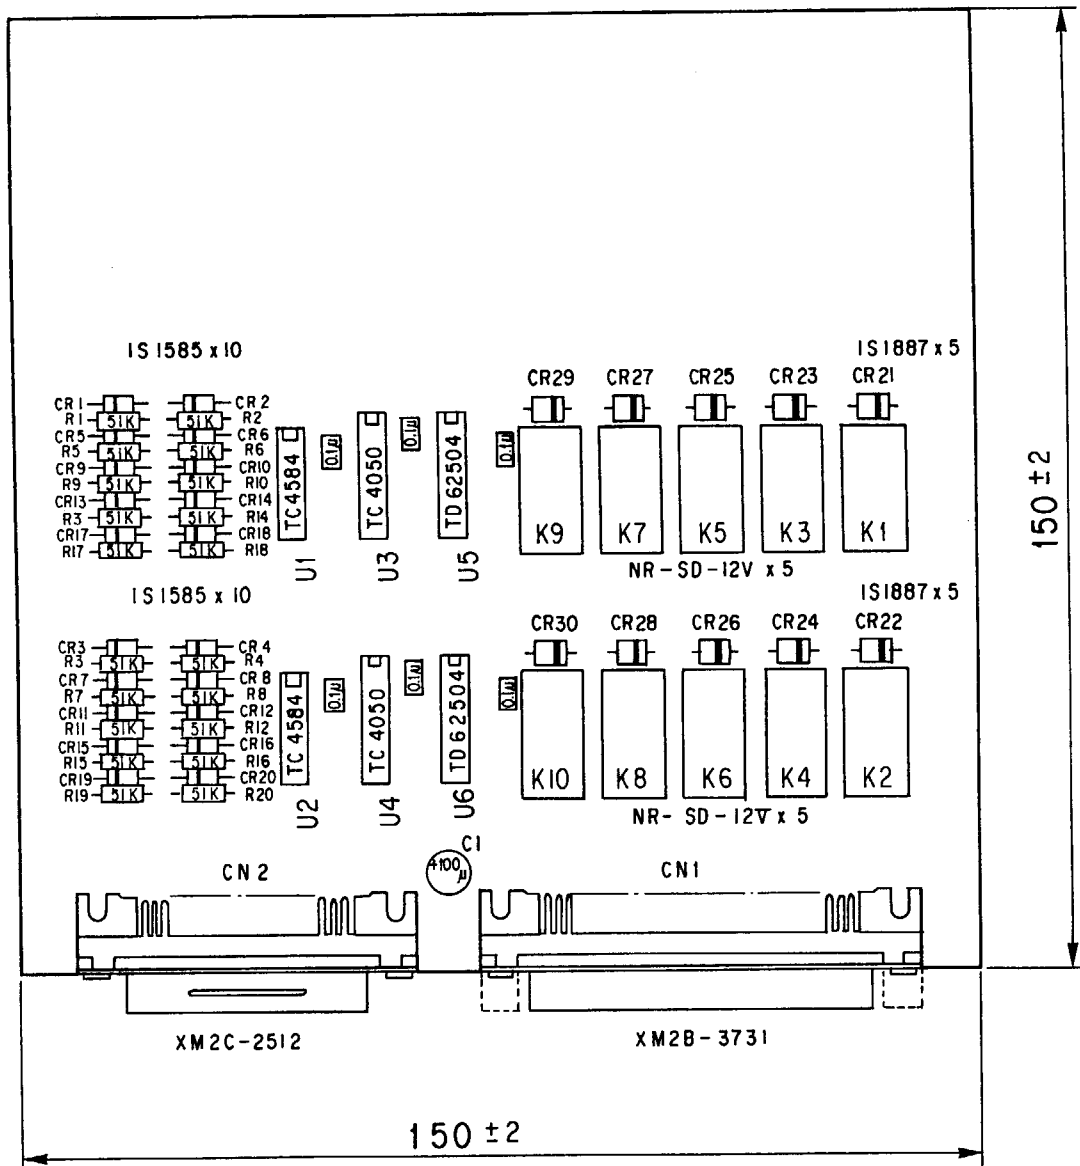 IS1585 x 10
IS1887 x 5
CR29 CR27 CR25 CR23 CR21
CR1 CR2
R1 51K 51K R2
CR5 CR6
R5 51K 51K R6
CR9 CR10
R9 51K 51K R10
CR13 CR14
R3 51K 51K R14
CR17 CR18
R17 51K 51K R18
TC4584
0.1μ
TC4050
0.1μ
TD62504
0.1μ
U1 U3 U5
K9 K7 K5 K3 K1
NR-SD-12V x 5
IS1585 x 10
IS1887 x 5
CR30 CR28 CR26 CR24 CR22
CR3 CR4
R3 51K 51K R4
CR7 CR8
R7 51K 51K R8
CR11 CR12
R11 51K 51K R12
CR15 CR16
R15 51K 51K R16
CR19 CR20
R19 51K 51K R20
TC4584
0.1μ
TC4050
0.1μ
TD62504
0.1μ
U2 U4 U6
K10 K8 K6 K4 K2
NR-SD-12V x 5
C1
4100
μ
CN2
CN1
XM2C-2512
XM2B-3731
150 ±2
150 ±2